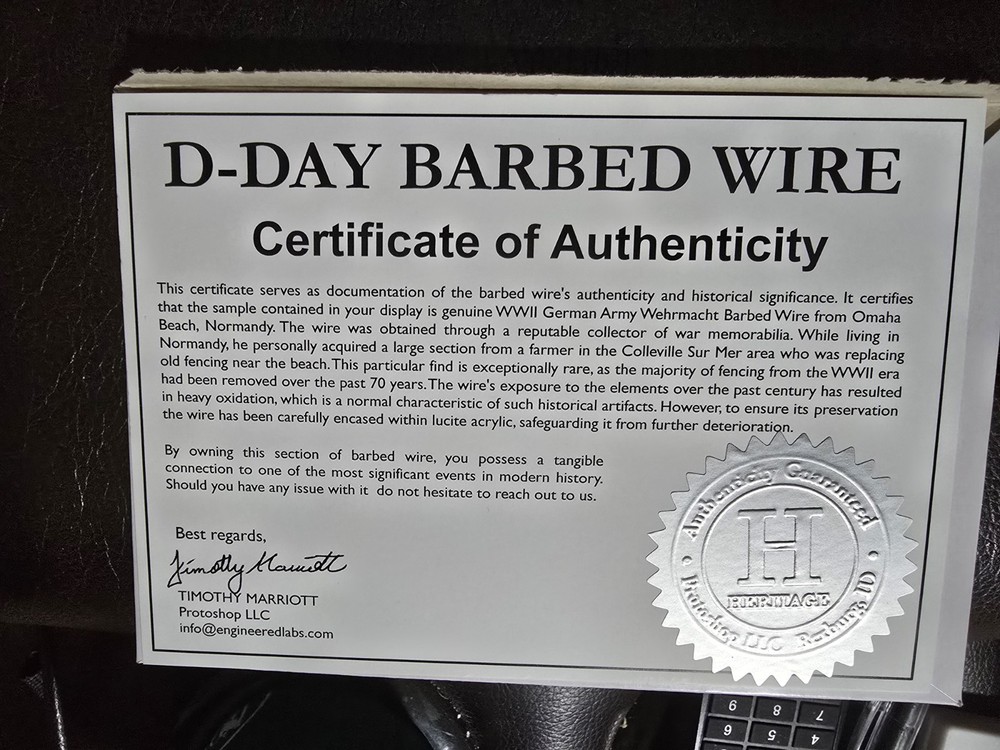 D-DAY BARBED WIRE
Certificate of Authenticity
This certificate serves as documentation of the barbed wire's authenticity and historical significance. It certifies
that the sample contained in your display is genuine WWII German Army Wehrmacht Barbed Wire from Omaha
Beach, Normandy. The wire was obtained through a reputable collector of war memorabilia. While living in
Normandy, he personally acquired a large section from a farmer in the Colleville Sur Mer area who was replacing
old fencing near the beach. This particular find is exceptionally rare, as the majority of fencing from the WWII era
had been removed over the past 70 years. The wire's exposure to the elements over the past century has resulted
in heavy oxidation, which is a normal characteristic of such historical artifacts. However, to ensure its preservation
the wire has been carefully encased within lucite acrylic, safeguarding it from further deterioration.
By owning this section of barbed wire, you possess a tangible
connection to one of the most significant events in modern history.
Should you have any issue with it do not hesitate to reach out to us.
Best regards,
Timothy Marriott
TIMOTHY MARRIOTT
Protoshop LLC
info@engineeredlabs.com
Authenticity Guaranteed
H
HERITAGE
Protoshop LLC Rexburg ID
9 8 7
6 5 4